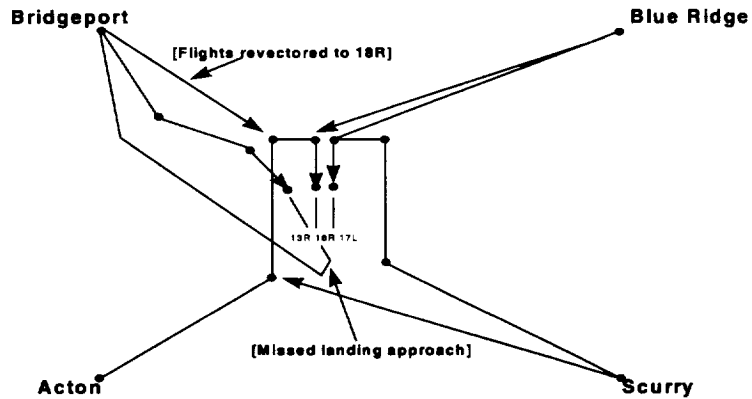 Bridgeport
Blue Ridge
[Flights revectored to 18R]
13R 18R 17L
[Missed landing approach]
Acton
Scurry